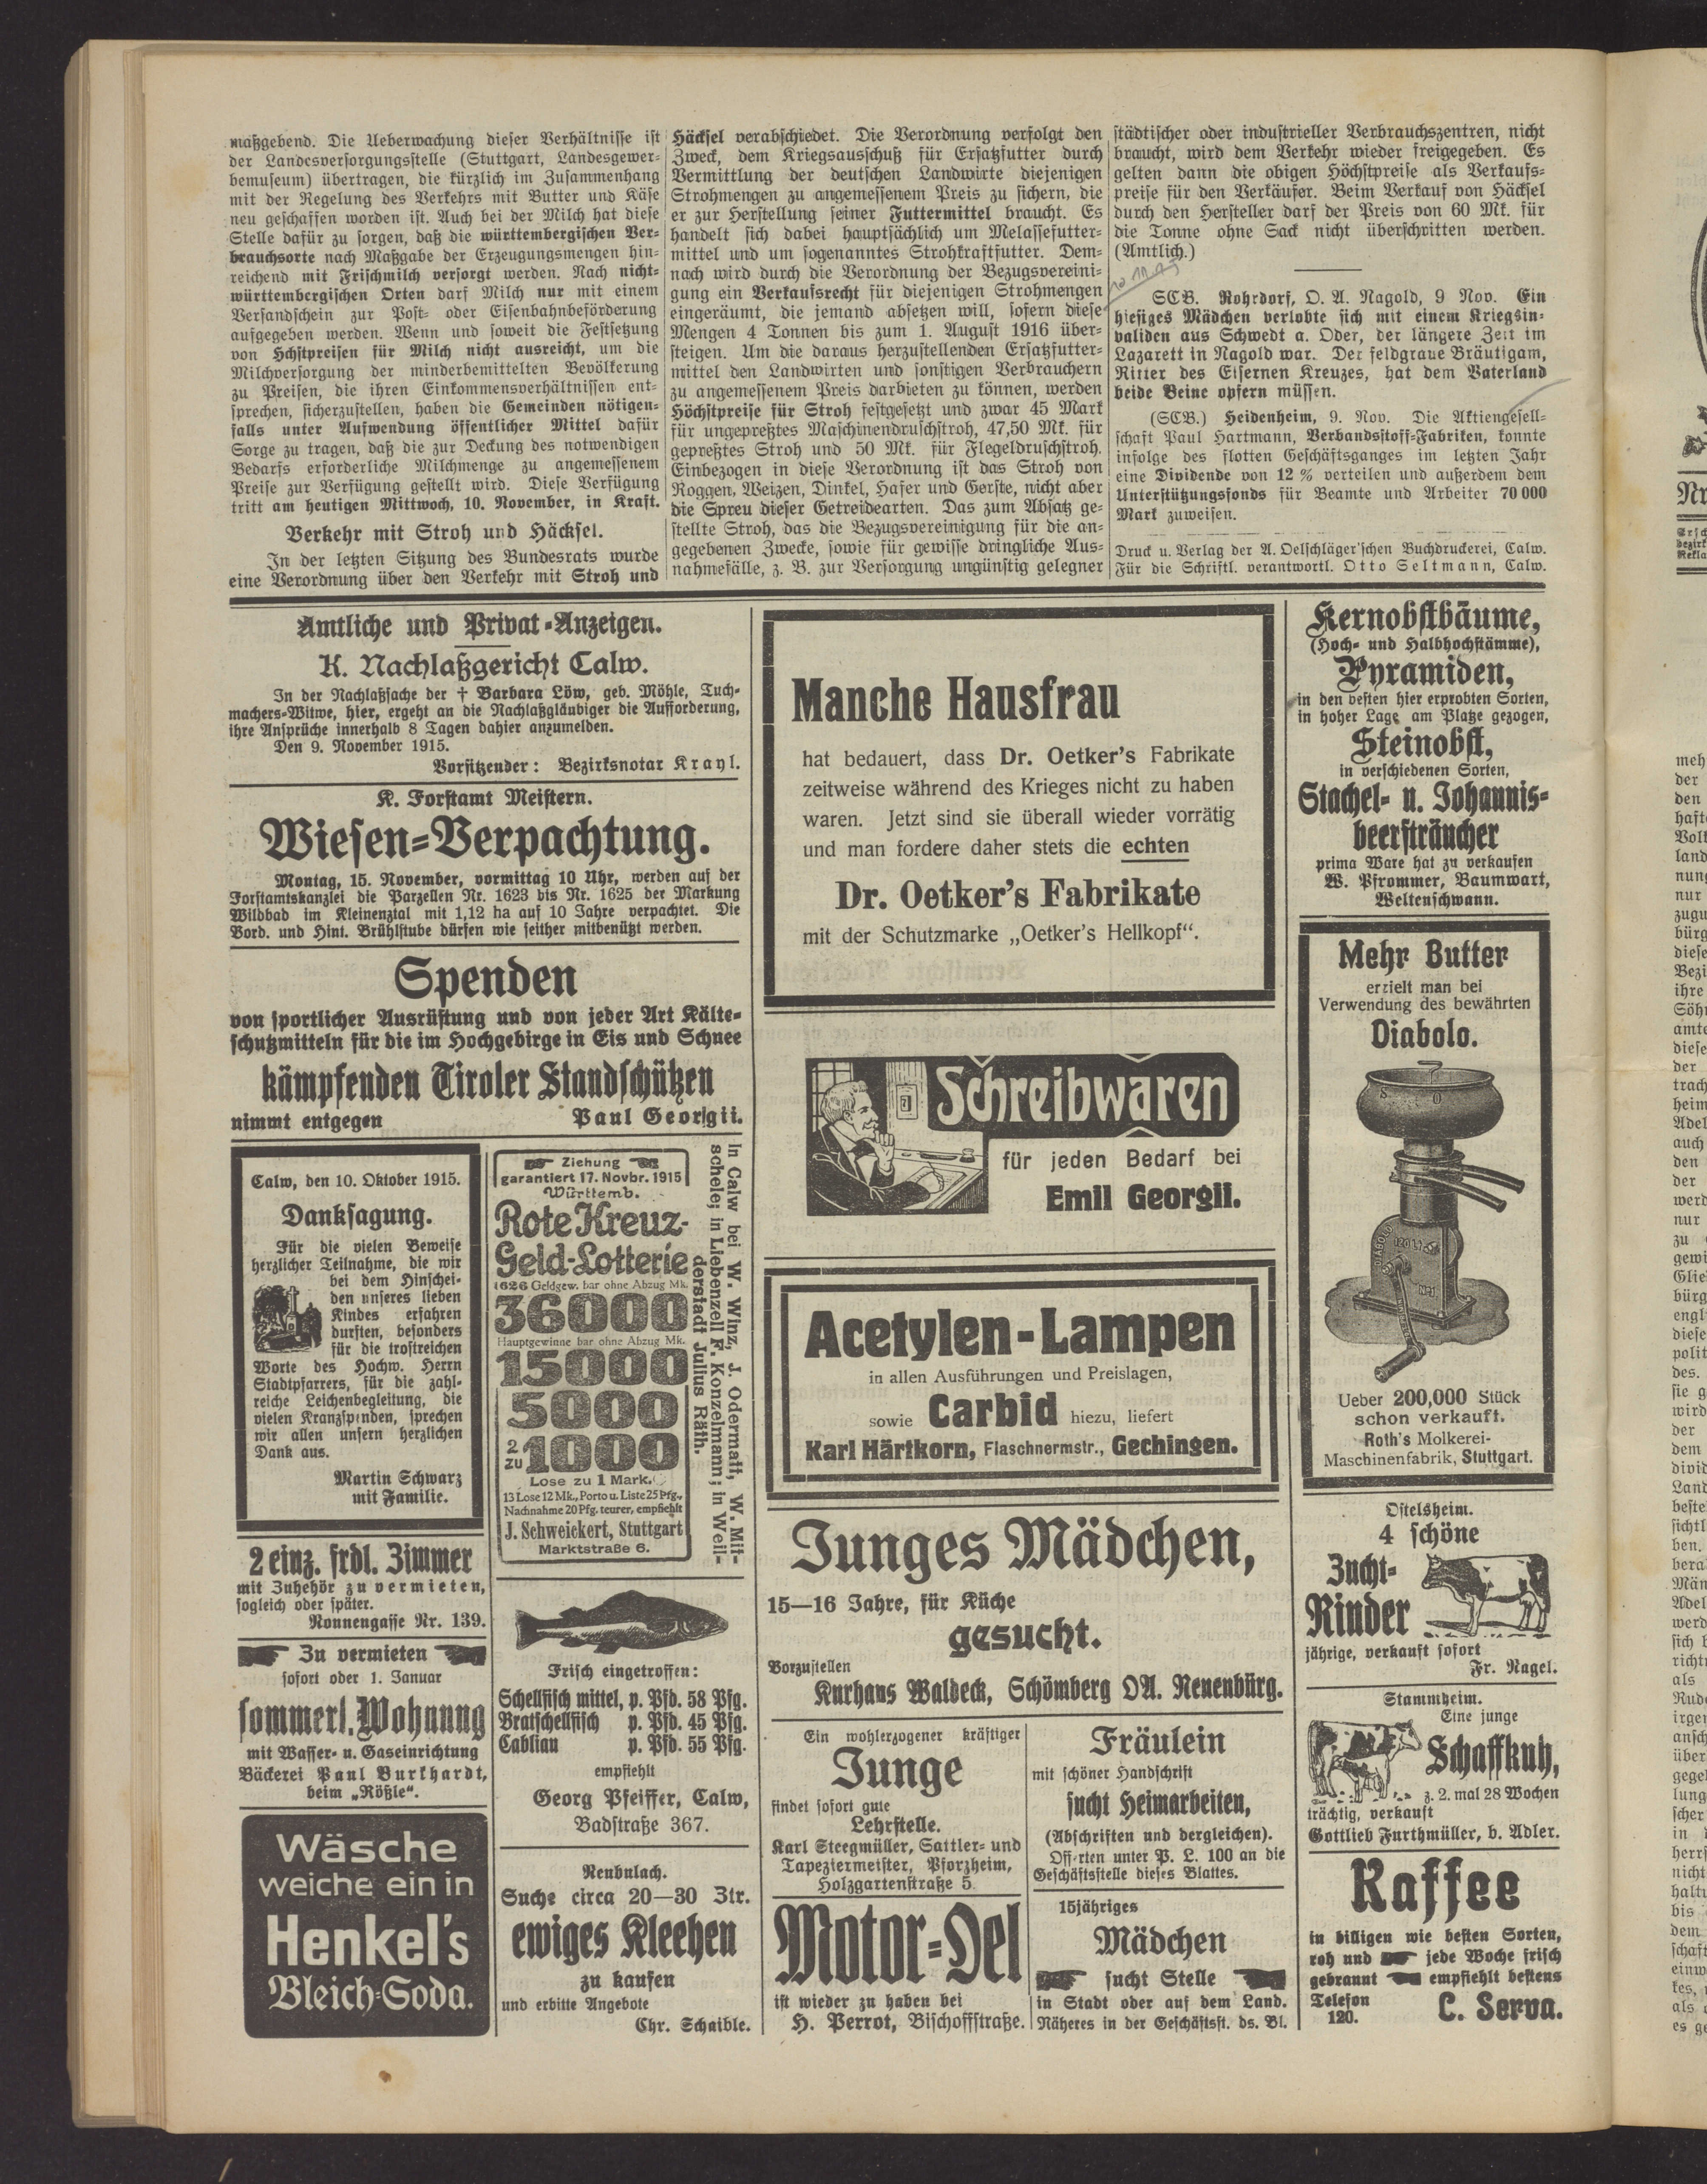 maßgebend. Die Ueberwachung dieser Verhältnisse ist
der Landesversorgungsstelle (Stuttgart, Landesgewer-
bemuseum) übertragen, die kürzlich im Zusammenhang
mit der Regelung des Verkehrs mit Butter und Käse
neu geschaffen worden ist. Auch bei der Milch hat diese
Stelle dafür zu sorgen, daß die württembergischen Ver-
brauchsorte nach Maßgabe der Erzeugungsmengen hin-
reichend mit Frischmilch versorgt werden. Nach nicht-
württembergischen Orten darf Milch nur mit einem
Versandschein zur Post- oder Eisenbahnbeförderung
aufgegeben werden. Wenn und soweit die Festsetzung
von Hchstpreisen für Milch nicht ausreicht, um die
Milchversorgung der minderbemittelten Bevölkerung
zu Preisen, die ihren Einkommensverhältnissen ent-
sprechen, sicherzustellen, haben die Gemeinden nötigen-
falls unter Aufwendung öffentlicher Mittel dafür
Sorge zu tragen, daß die zur Deckung des notwendigen
Bedarfs erforderliche Milchmenge zu angemessenem
Preise zur Verfügung gestellt wird. Diese Verfügung
tritt am heutigen Mittwoch, 10. November, in Kraft.
Verkehr mit Stroh und Häcksel.
In der letzten Sitzung des Bundesrats wurde
eine Verordnung über den Verkehr mit Stroh und
Häcksel verabschiedet. Die Verordnung verfolgt den
Zweck, dem Kriegsausschuß für Ersatzfutter durch
Vermittlung der deutschen Landwirte diejenigen
Strohmengen zu angemessenem Preis zu sichern, die
er zur Herstellung seiner Futtermittel braucht. Es
handelt sich dabei hauptsächlich um Melassefutter-
mittel und um sogenanntes Strohkraftfutter. Dem-
nach wird durch die Verordnung der Bezugsvereini-
gung ein Verkaufsrecht für diejenigen Strohmengen
eingeräumt, die jemand absetzen will, sofern diese
Mengen 4 Tonnen bis zum 1. August 1916 über-
steigen. Um die daraus herzustellenden Ersatzfutter-
mittel den Landwirten und sonstigen Verbrauchern
zu angemessenem Preis darbieten zu können, werden
Höchstpreise für Stroh festgesetzt und zwar 45 Mark
für ungepreßtes Maschinendruschstroh, 47,50 Mk. für
gepreßtes Stroh und 50 Mk. für Flegeldruschstroh.
Einbezogen in diese Verordnung ist das Stroh von
Roggen, Weizen, Dinkel, Hafer und Gerste, nicht aber
die Spreu dieser Getreidearten. Das zum Absatz ge-
stellte Stroh, das die Bezugsvereinigung für die an-
gegebenen Zwecke, sowie für gewisse dringliche Aus-
nahmefälle, z. B. zur Versorgung ungünstig gelegner
städtischer oder industrieller Verbrauchszentren, nicht
braucht, wird dem Verkehr wieder freigegeben. Es
gelten dann die obigen Höchstpreise als Verkaufs-
preise für den Verkäufer. Beim Verkauf von Häcksel
durch den Hersteller darf der Preis von 60 Mk. für
die Tonne ohne Sack nicht überschritten werden.
(Amtlich.)
SCB. Rohrdorf, O. A. Nagold, 9 Nov. Ein
hiesiges Mädchen verlobte sich mit einem Kriegsin-
validen aus Schwedt a. Oder, der längere Zeit im
Lazarett in Nagold war. Der feldgraue Bräutigam,
Ritter des Eisernen Kreuzes, hat dem Vaterland
beide Beine opfern müssen.
(SCB.) Heidenheim, 9. Nov. Die Aktiengesell-
schaft Paul Hartmann, Verbandsstoff-Fabriken, konnte
infolge des flotten Geschäftsganges im letzten Jahr
eine Dividende von 12 % verteilen und außerdem dem
Unterstützungsfonds für Beamte und Arbeiter 70 000
Mark zuweisen.
Druck u. Verlag der A. Oelschläger'schen Buchdruckerei, Calw.
Für die Schriftl. verantwortl. Otto Seltmann, Calw.
Amtliche und Privat-Anzeigen.
K. Nachlaßgericht Calw.
In der Nachlaßsache der † Barbara Löw, geb. Möhle, Tuch-
machers-Witwe, hier, ergeht an die Nachlaßgläubiger die Aufforderung,
ihre Ansprüche innerhalb 8 Tagen dahier anzumelden.
Den 9. November 1915.
Vorsitzender: Bezirksnotar Krayl.
K. Forstamt Meistern.
Wiesen-Verpachtung.
Montag, 15. November, vormittag 10 Uhr, werden auf der
Forstamtskanzlei die Parzellen Nr. 1623 bis Nr. 1625 der Markung
Wildbad im Kleinenztal mit 1,12 ha auf 10 Jahre verpachtet. Die
Vord. und Hint. Brühlstube dürfen wie seither mitbenützt werden.
Spenden
von sportlicher Ausrüstung und von jeder Art Kälte-
schutzmitteln für die im Hochgebirge in Eis und Schnee
kämpfenden Tiroler Standschützen
nimmt entgegen Paul Georgii.
Calw, den 10. Oktober 1915.
Danksagung.
Für die vielen Beweise
herzlicher Teilnahme, die wir
bei dem Hinschei-
den unseres lieben
Kindes erfahren
durften, besonders
für die trostreichen
Worte des Hochw. Herrn
Stadtpfarrers, für die zahl-
reiche Leichenbegleitung, die
vielen Kranzspenden, sprechen
wir allen unsern herzlichen
Dank aus.
Martin Schwarz
mit Familie.
2 einz. frdl. Zimmer
mit Zubehör zu vermieten,
sogleich oder später.
Nonnengasse Nr. 139.
Zu vermieten
sofort oder 1. Januar
sommerl. Wohnung
mit Wasser- u. Gaseinrichtung
Bäckerei Paul Burkhardt,
beim „Rößle“.
Wäsche
weiche ein in
Henkel's
Bleich-Soda.
Ziehung
garantiert 17. Novbr. 1915
Württemb.
Rote Kreuz-
Geld-Lotterie
1626 Geldgew. bar ohne Abzug Mk.
36000
Hauptgewinne bar ohne Abzug Mk.
15000
5000
2 zu 1000
Lose zu 1 Mark.
13 Lose 12 Mk., Porto u. Liste 25 Pfg.,
Nachnahme 20 Pfg. teurer, empfiehlt
J. Schweickert, Stuttgart
Marktstraße 6.
In Calw bei W. Winz, J. Odermatt, W. Mit-
schele; in Liebenzell F. Konzelmann; in Weil-
derstadt Julius Räth.
Frisch eingetroffen:
Schellfisch mittel, p. Pfd. 58 Pfg.
Bratschellfisch p. Pfd. 45 Pfg.
Cabliau p. Pfd. 55 Pfg.
empfiehlt
Georg Pfeiffer, Calw,
Badstraße 367.
Neubulach.
Suche circa 20—30 Ztr.
ewiges Kleehen
zu kaufen
und erbitte Angebote
Chr. Schaible.
Manche Hausfrau
hat bedauert, dass Dr. Oetker's Fabrikate
zeitweise während des Krieges nicht zu haben
waren. Jetzt sind sie überall wieder vorrätig
und man fordere daher stets die echten
Dr. Oetker's Fabrikate
mit der Schutzmarke „Oetker's Hellkopf“.
Schreibwaren
für jeden Bedarf bei
Emil Georgii.
Acetylen-Lampen
in allen Ausführungen und Preislagen,
sowie Carbid hiezu, liefert
Karl Härtkorn, Flaschnermstr., Gechingen.
Junges Mädchen,
15—16 Jahre, für Küche
gesucht.
Vorzustellen
Kurhaus Waldeck, Schömberg OA. Neuenbürg.
Ein wohlerzogener kräftiger
Junge
findet sofort gute
Lehrstelle.
Karl Steegmüller, Sattler- und
Tapeziermeister, Pforzheim,
Holzgartenstraße 5.
Motor-Oel
ist wieder zu haben bei
H. Perrot, Bischoffstraße.
Fräulein
mit schöner Handschrift
sucht Heimarbeiten,
(Abschriften und dergleichen).
Offerten unter P. L. 100 an die
Geschäftsstelle dieses Blattes.
15jähriges
Mädchen
sucht Stelle
in Stadt oder auf dem Land.
Näheres in der Geschäftsst. ds. Bl.
Kernobstbäume,
(Hoch- und Halbhochstämme),
Pyramiden,
in den besten hier erprobten Sorten,
in hoher Lage am Platze gezogen,
Steinobst,
in verschiedenen Sorten,
Stachel- u. Johannis-
beersträucher
prima Ware hat zu verkaufen
W. Pfrommer, Baumwart,
Weltenschwann.
Mehr Butter
erzielt man bei
Verwendung des bewährten
Diabolo.
Ueber 200,000 Stück
schon verkauft.
Roth's Molkerei-
Maschinenfabrik, Stuttgart.
Ostelsheim.
4 schöne
Zucht-
Rinder
jährige, verkauft sofort
Fr. Nagel.
Stammheim.
Eine junge
Schaffkuh,
z. 2. mal 28 Wochen
trächtig, verkauft
Gottlieb Furthmüller, b. Adler.
Kaffee
in billigen wie besten Sorten,
roh und jede Woche frisch
gebrannt empfiehlt bestens
Telefon
120. C. Serva.